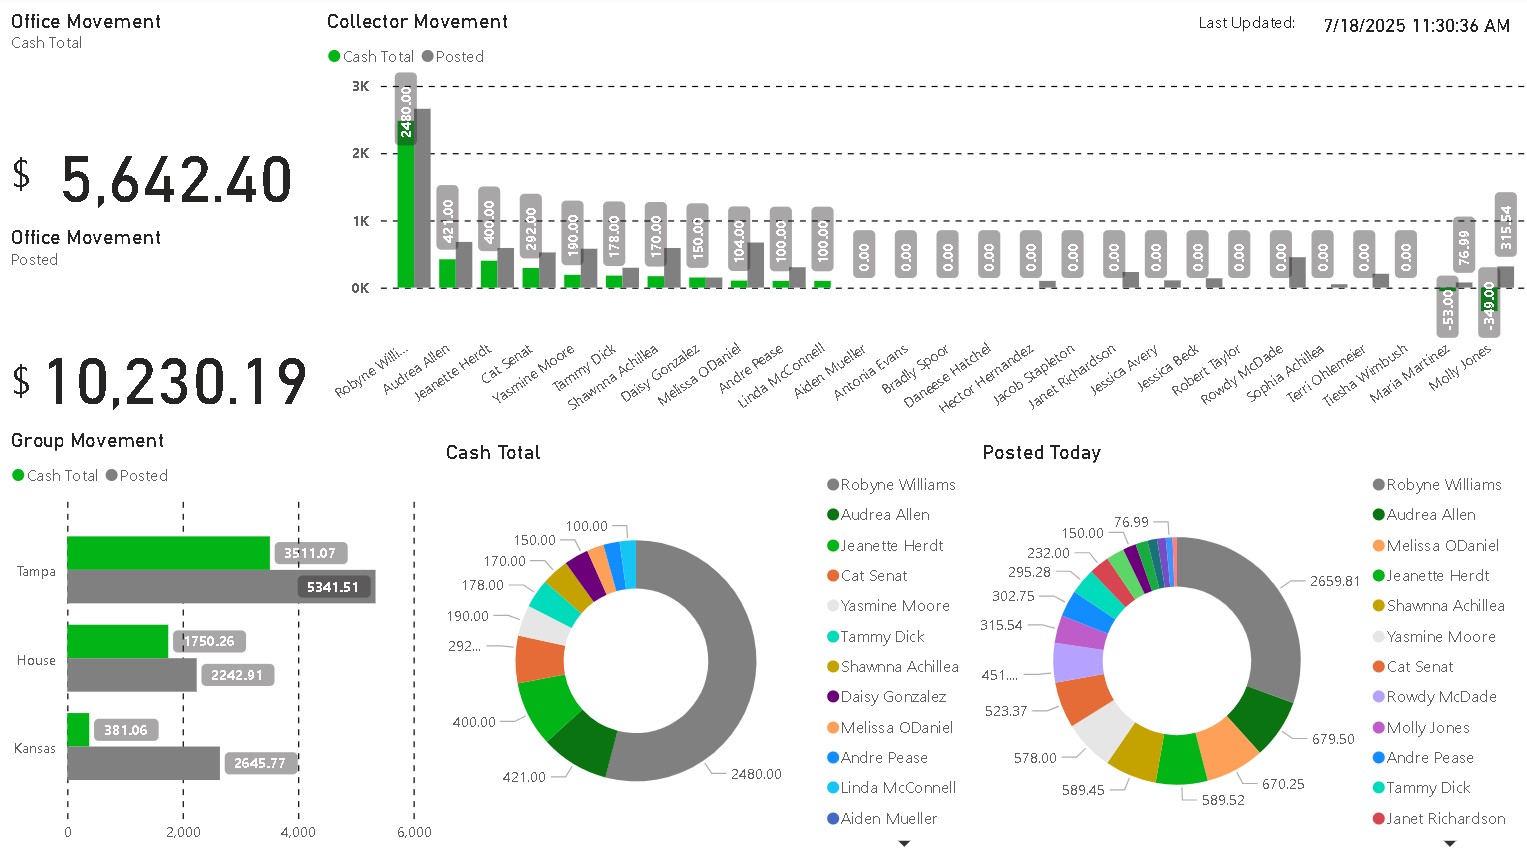 Office Movement
Cash Total
$ 5,642.40
Office Movement
Posted
$ 10,230.19
Collector Movement
Last Updated: 7/18/2025 11:30:36 AM
Cash Total Posted
3K
2K
1K
0K
2480.00
421.00
400.00
292.00
190.00
178.00
170.00
150.00
104.00
100.00
100.00
0.00
0.00
0.00
0.00
0.00
0.00
0.00
0.00
0.00
0.00
0.00
0.00
0.00
0.00
-53.00
76.99
-349.00
315.54
Robyne Willi...
Audrea Allen
Jeanette Herdt
Cat Senat
Yasmine Moore
Tammy Dick
Shawnna Achillea
Daisy Gonzalez
Melissa ODaniel
Andre Pease
Linda McConnell
Aiden Mueller
Antonia Evans
Bradly Spoor
Daneese Hatchel
Hector Hernandez
Jacob Stapleton
Janet Richardson
Jessica Avery
Jessica Beck
Robert Taylor
Rowdy McDade
Sophia Achillea
Terri Ohlemeier
Tiesha Wimbush
Maria Martinez
Molly Jones
Group Movement
Cash Total Posted
Tampa
3511.07
5341.51
House
1750.26
2242.91
Kansas
381.06
2645.77
0 2,000 4,000 6,000
Cash Total
100.00
150.00
170.00
178.00
190.00
292...
400.00
421.00
2480.00
Robyne Williams
Audrea Allen
Jeanette Herdt
Cat Senat
Yasmine Moore
Tammy Dick
Shawnna Achillea
Daisy Gonzalez
Melissa ODaniel
Andre Pease
Linda McConnell
Aiden Mueller
Posted Today
76.99
150.00
232.00
295.28
302.75
315.54
451....
523.37
578.00
589.45
589.52
670.25
679.50
2659.81
Robyne Williams
Audrea Allen
Melissa ODaniel
Jeanette Herdt
Shawnna Achillea
Yasmine Moore
Cat Senat
Rowdy McDade
Molly Jones
Andre Pease
Tammy Dick
Janet Richardson